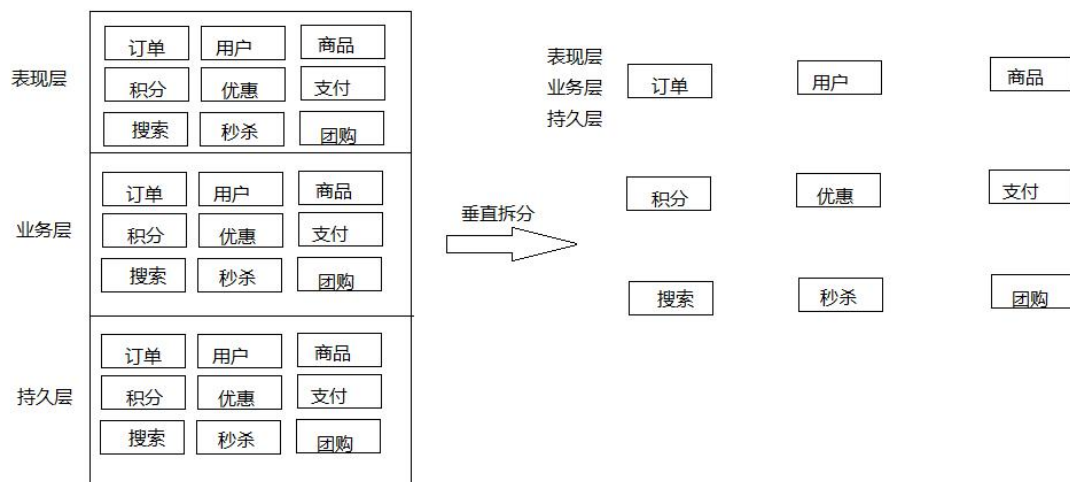 表现层
订单 用户 商品
积分 优惠 支付
搜索 秒杀 团购
业务层
订单 用户 商品
积分 优惠 支付
搜索 秒杀 团购
持久层
订单 用户 商品
积分 优惠 支付
搜索 秒杀 团购
垂直拆分
表现层
业务层
持久层
订单 用户 商品
积分 优惠 支付
搜索 秒杀 团购